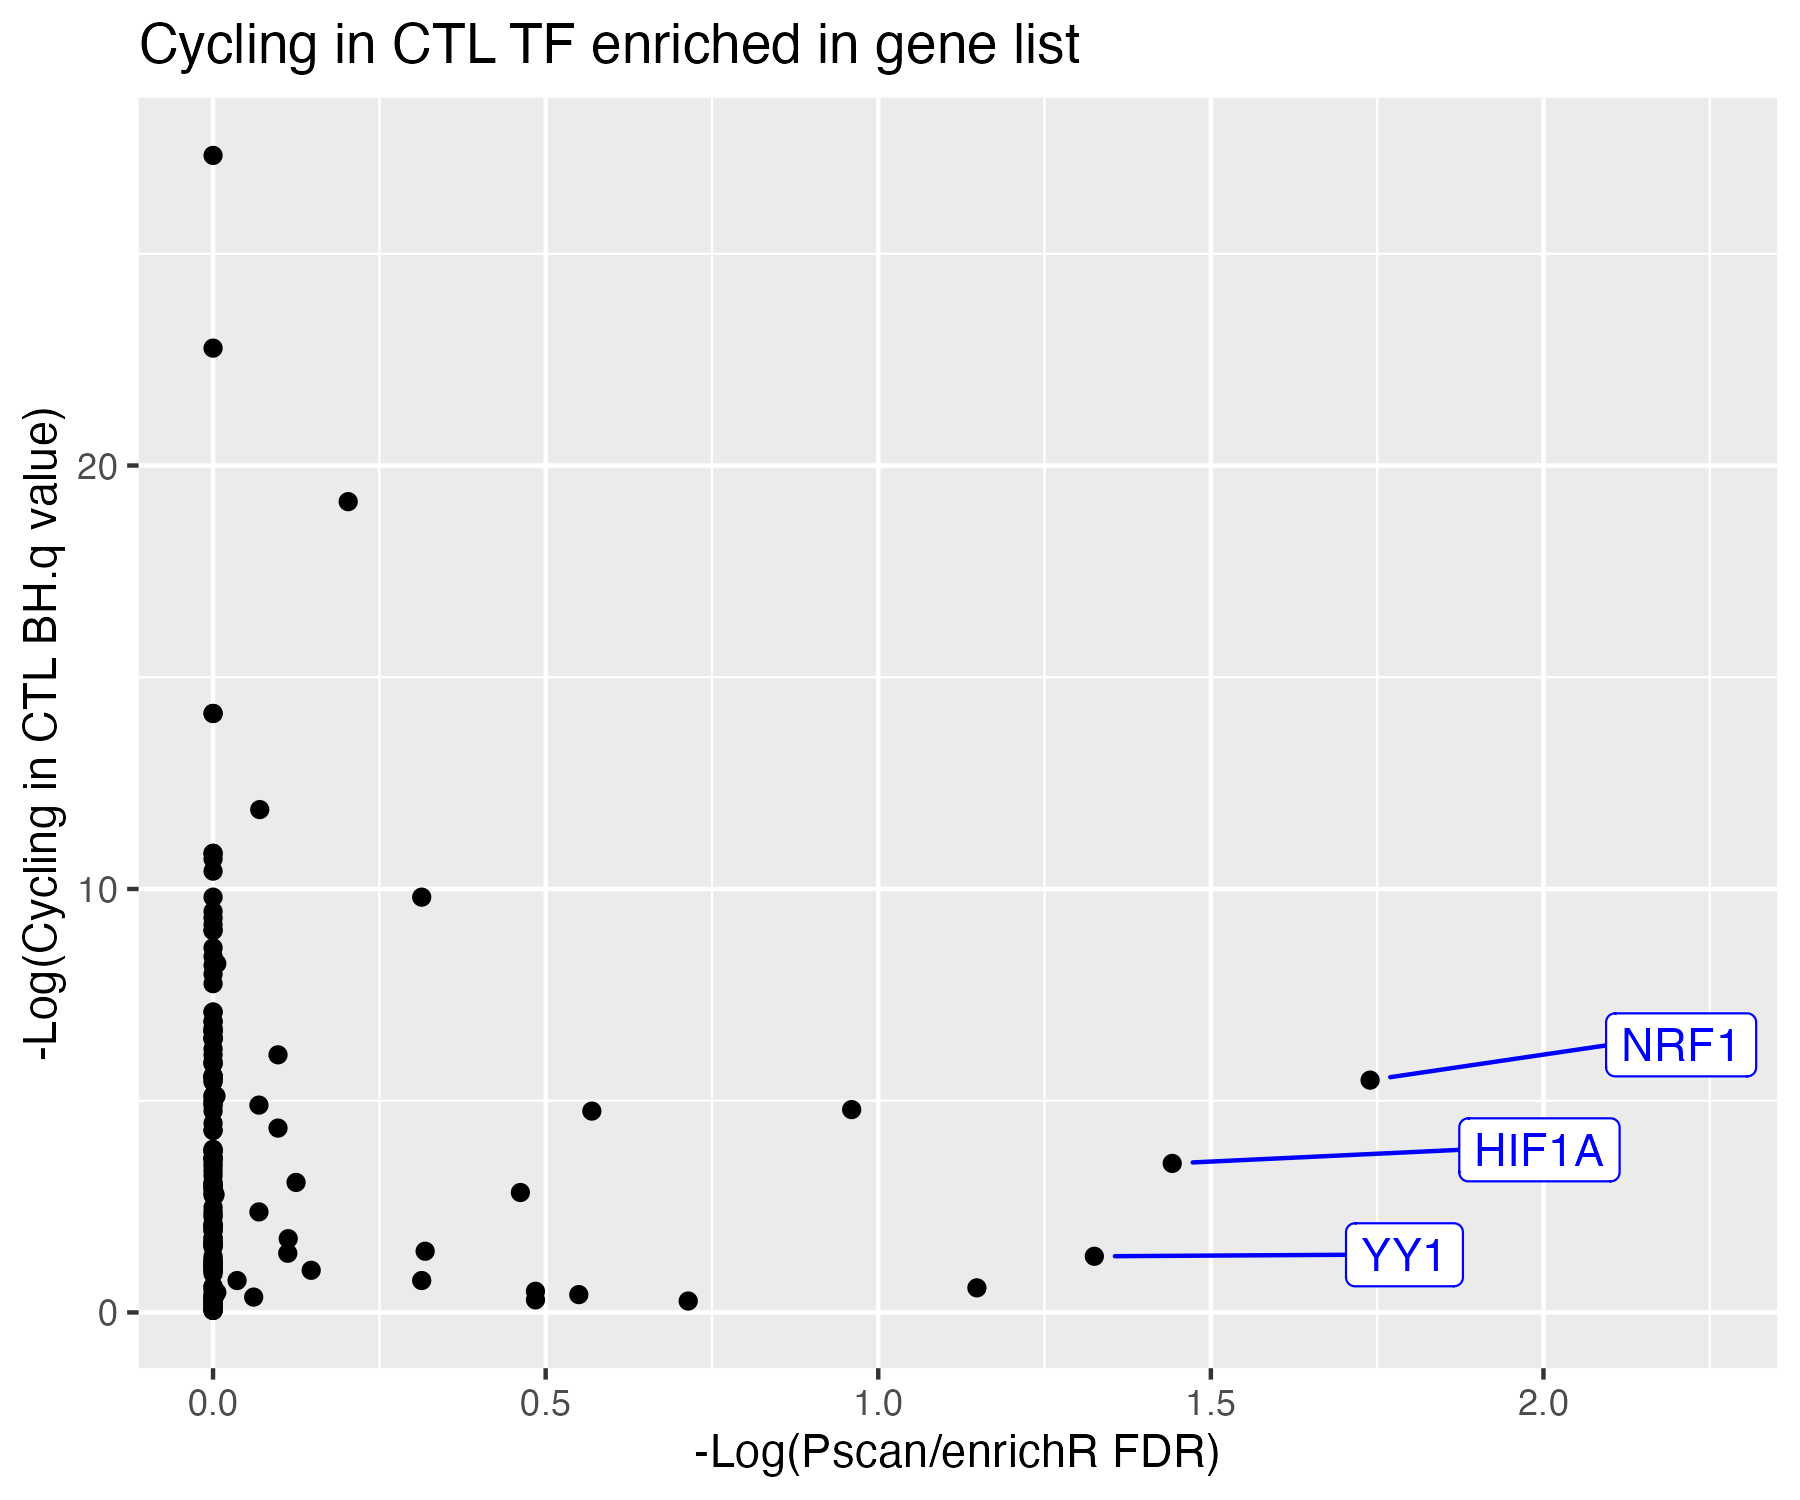 Cycling in CTL TF enriched in gene list
-Log(Cycling in CTL BH.q value)
20
10
0
NRF1
HIF1A
YY1
0.0 0.5 1.0 1.5 2.0
-Log(Pscan/enrichR FDR)